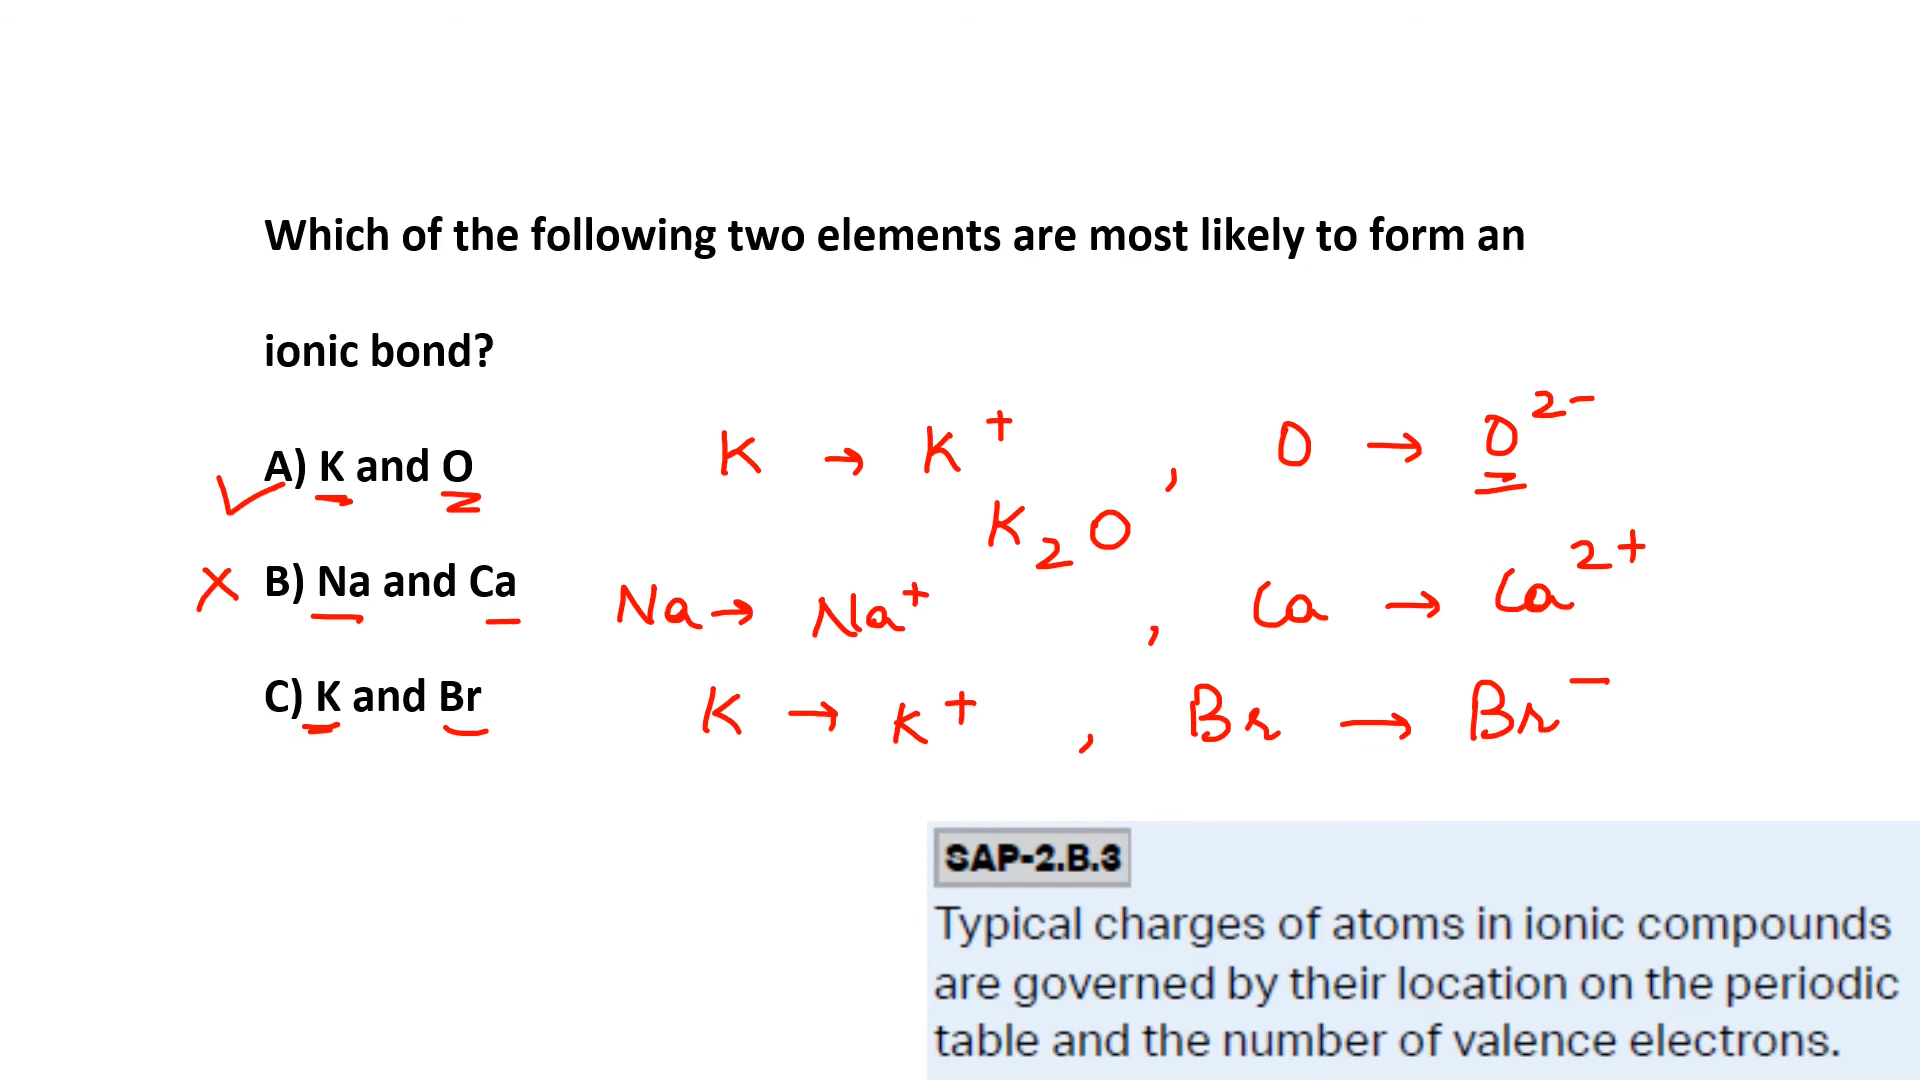 Which of the following two elements are most likely to form an
ionic bond?
A) K and O K → K⁺ , O → O²⁻
K₂O
B) Na and Ca Na → Na⁺ , Ca → Ca²⁺
C) K and Br K → K⁺ , Br → Br⁻
SAP-2.B.3
Typical charges of atoms in ionic compounds
are governed by their location on the periodic
table and the number of valence electrons.